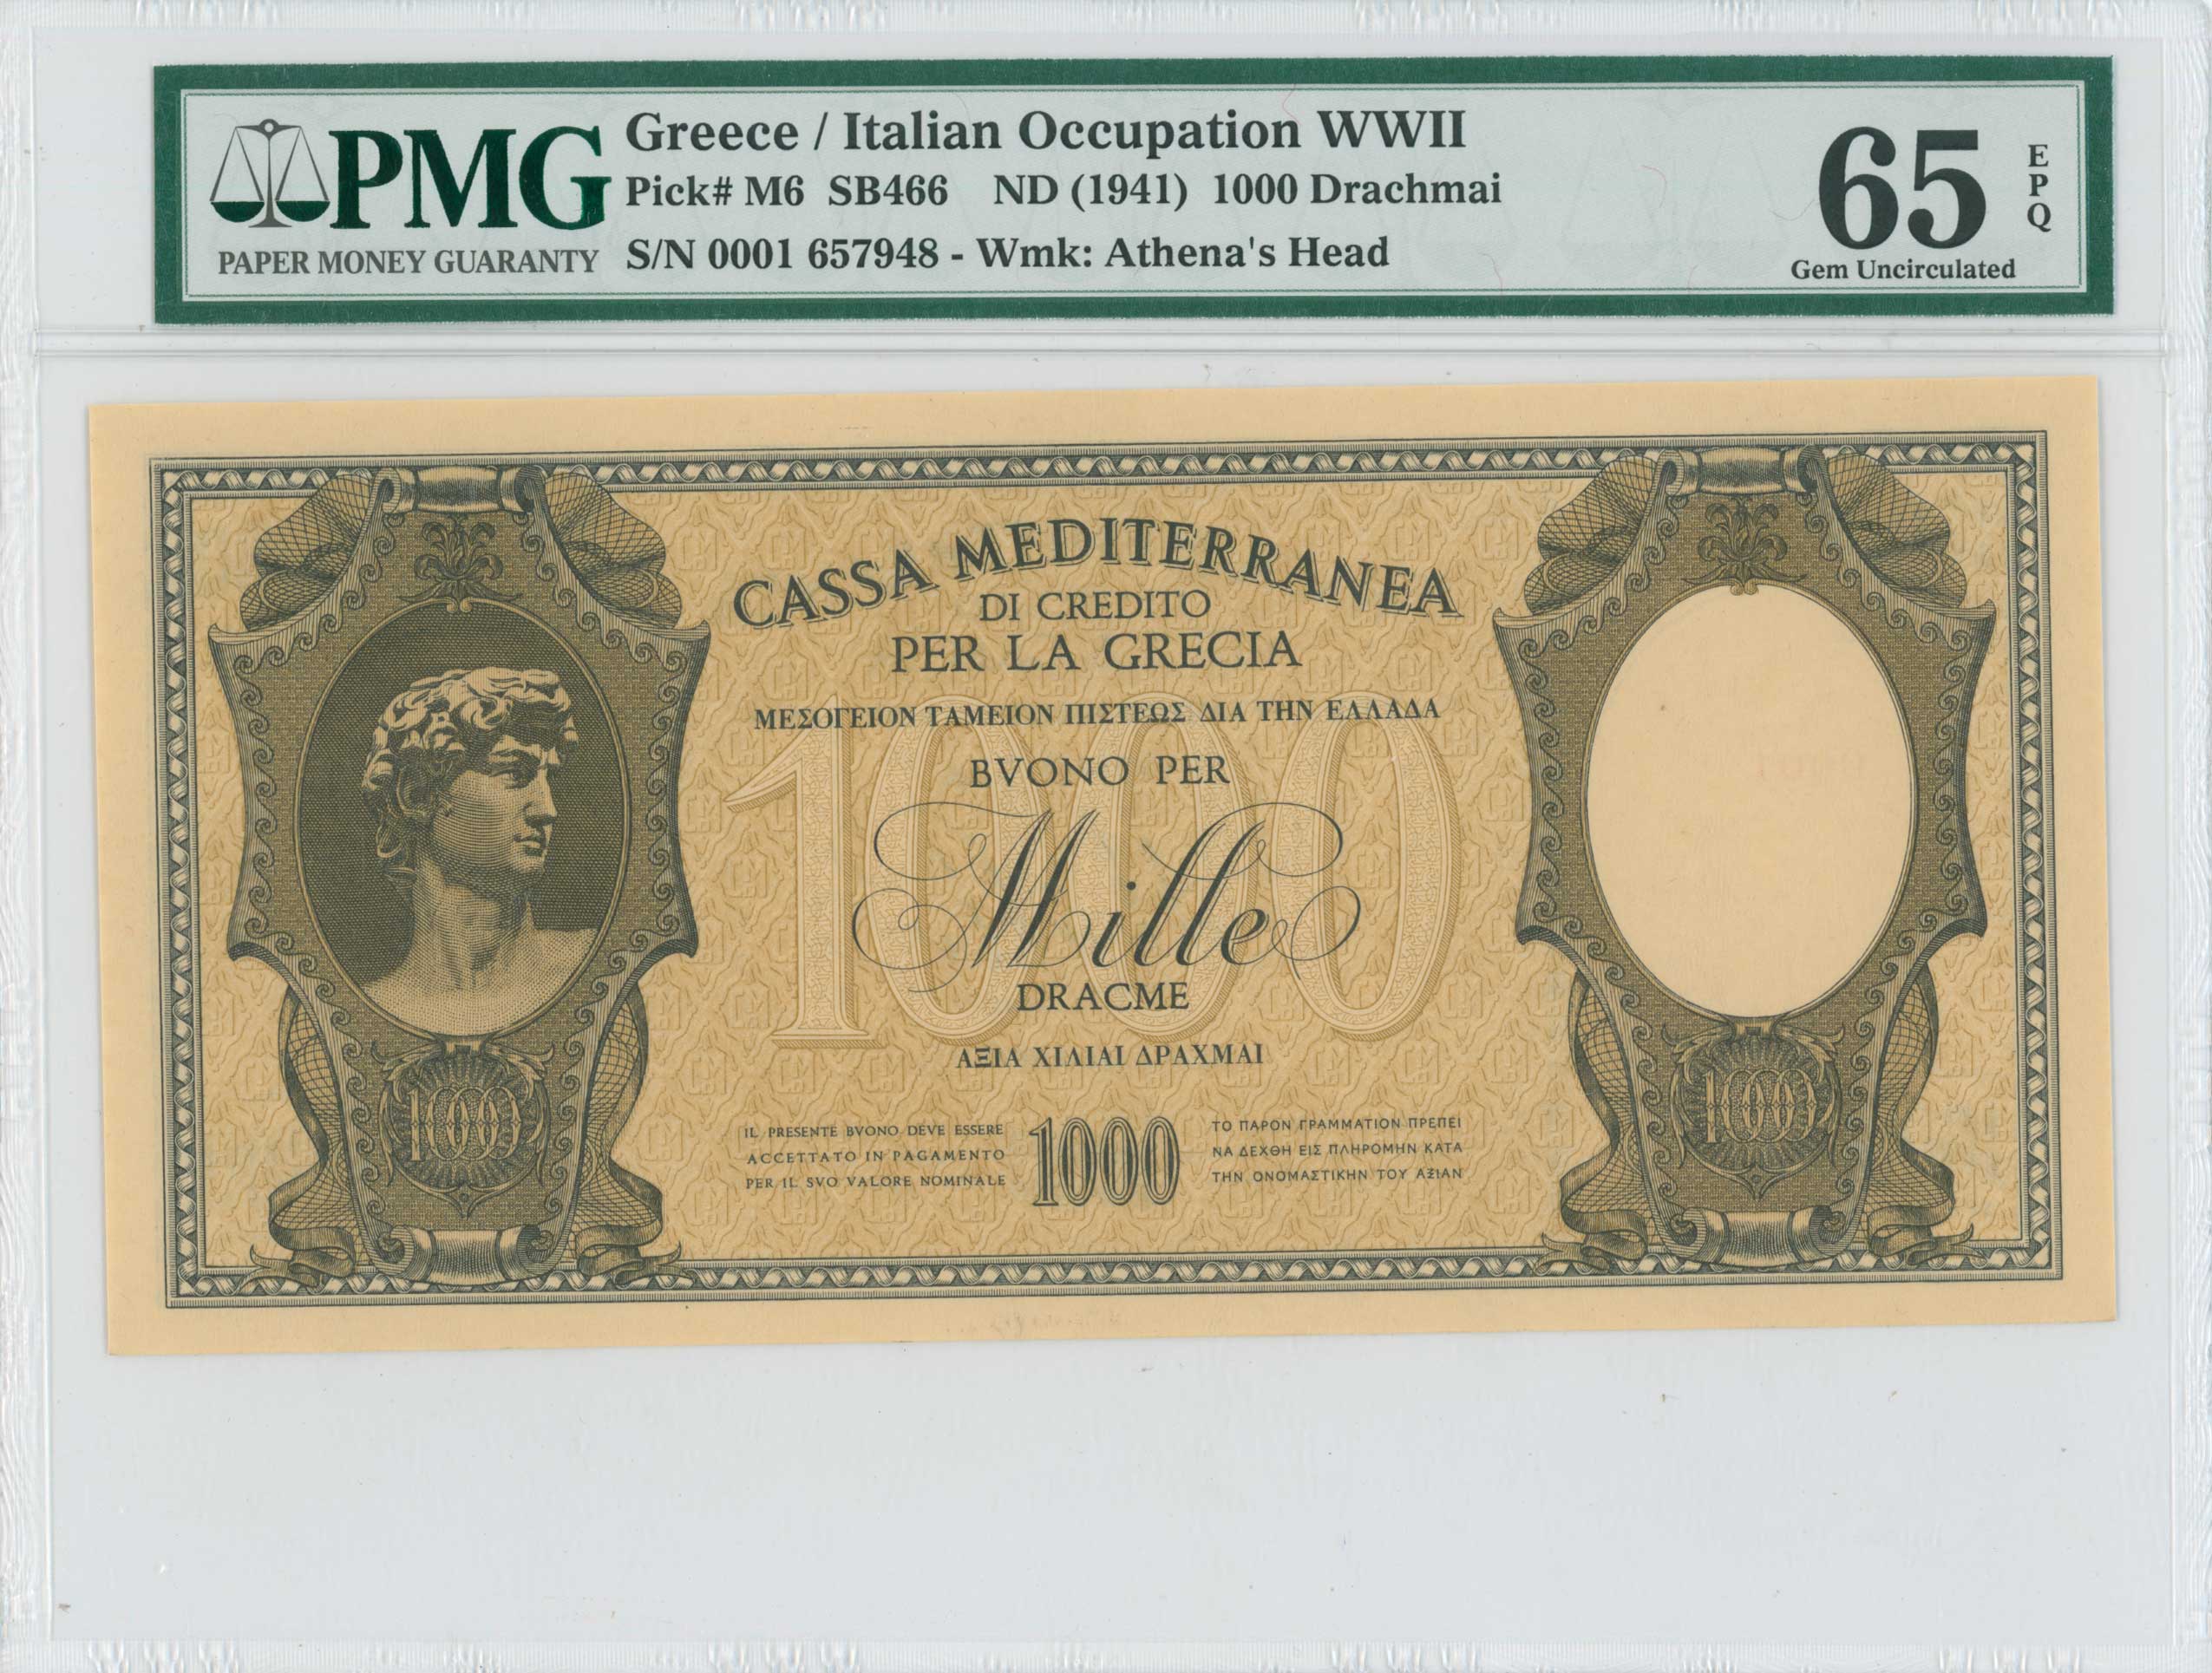 PMG
PAPER MONEY GUARANTY
Greece / Italian Occupation WWII
Pick# M6 SB466 ND (1941) 1000 Drachmai
S/N 0001 657948 - Wmk: Athena's Head
65
EPQ
Gem Uncirculated
CASSA MEDITERRANEA
DI CREDITO
PER LA GRECIA
ΜΕΣΟΓΕΙΟΝ ΤΑΜΕΙΟΝ ΠΙΣΤΕΩΣ ΔΙΑ ΤΗΝ ΕΛΛΑΔΑ
1000
BVONO PER
Mille
DRACME
ΑΞΙΑ ΧΙΛΙΑΙ ΔΡΑΧΜΑΙ
IL PRESENTE BVONO DEVE ESSERE
ACCETTATO IN PAGAMENTO
PER IL SVO VALORE NOMINALE
1000
ΤΟ ΠΑΡΟΝ ΓΡΑΜΜΑΤΙΟΝ ΠΡΕΠΕΙ
ΝΑ ΔΕΧΘΗ ΕΙΣ ΠΛΗΡΟΜΗΝ ΚΑΤΑ
ΤΗΝ ΟΝΟΜΑΣΤΙΚΗΝ ΤΟΥ ΑΞΙΑΝ
1000
1000